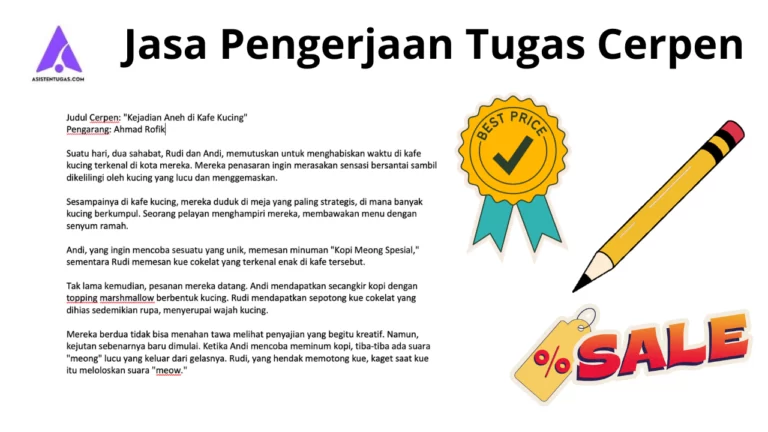 Jasa Pengerjaan Tugas Cerpen
ASISTENTUGAS.COM
Judul Cerpen: "Kejadian Aneh di Kafe Kucing"
Pengarang: Ahmad Rofik
Suatu hari, dua sahabat, Rudi dan Andi, memutuskan untuk menghabiskan waktu di kafe
kucing terkenal di kota mereka. Mereka penasaran ingin merasakan sensasi bersantai sambil
dikelilingi oleh kucing yang lucu dan menggemaskan.
Sesampainya di kafe kucing, mereka duduk di meja yang paling strategis, di mana banyak
kucing berkumpul. Seorang pelayan menghampiri mereka, membawakan menu dengan
senyum ramah.
Andi, yang ingin mencoba sesuatu yang unik, memesan minuman "Kopi Meong Spesial,"
sementara Rudi memesan kue cokelat yang terkenal enak di kafe tersebut.
Tak lama kemudian, pesanan mereka datang. Andi mendapatkan secangkir kopi dengan
topping marshmallow berbentuk kucing. Rudi mendapatkan sepotong kue cokelat yang
dihias sedemikian rupa, menyerupai wajah kucing.
Mereka berdua tidak bisa menahan tawa melihat penyajian yang begitu kreatif. Namun,
kejutan sebenarnya baru dimulai. Ketika Andi mencoba meminum kopi, tiba-tiba ada suara
"meong" lucu yang keluar dari gelasnya. Rudi, yang hendak memotong kue, kaget saat kue
itu meloloskan suara "meow."
BEST PRICE
% SALE